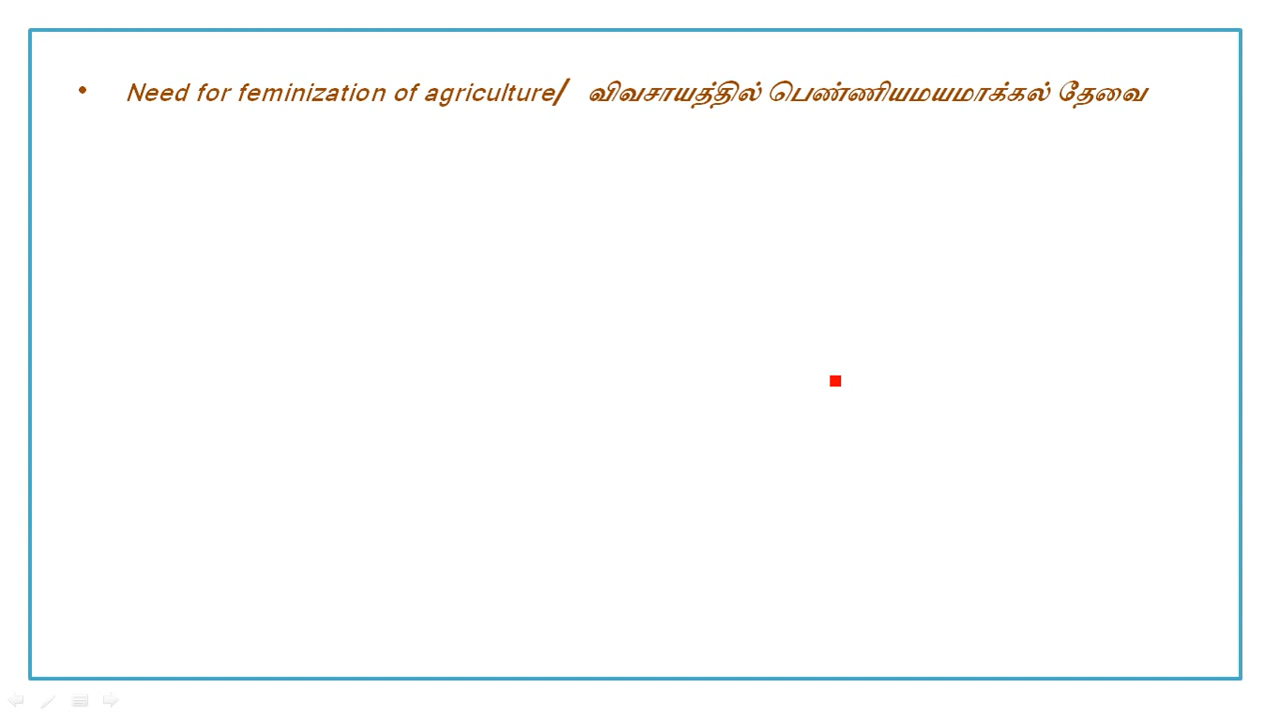 • Need for feminization of agriculture/ விவசாயத்தில் பெண்ணியமயமாக்கல் தேவை